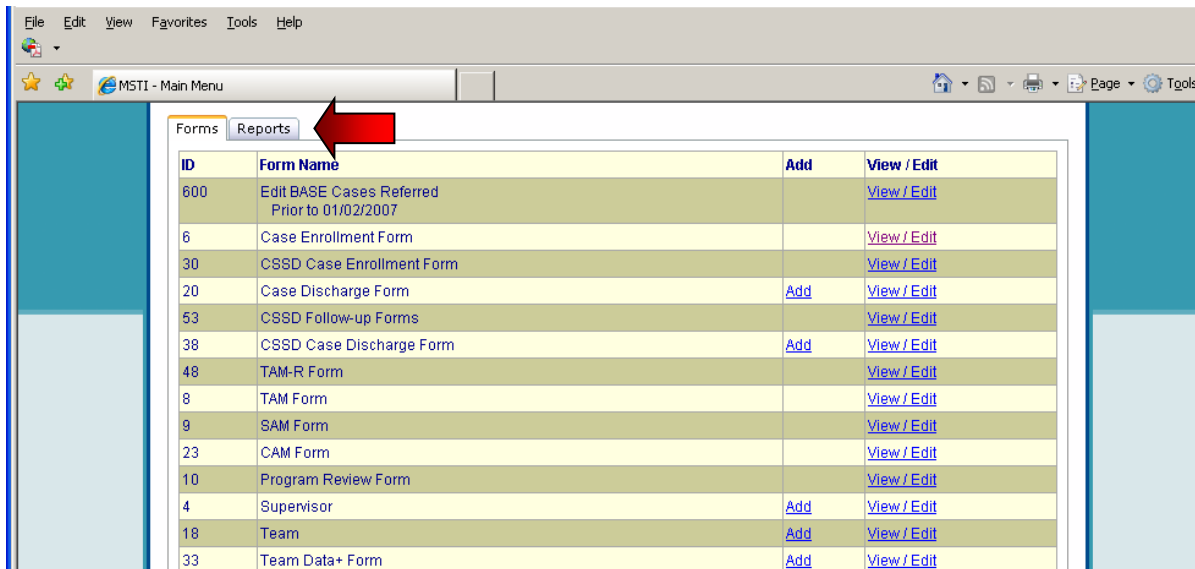 File Edit View Favorites Tools Help
MSTI - Main Menu Page Tools
Forms Reports
ID Form Name Add View / Edit
600 Edit BASE Cases Referred View / Edit
Prior to 01/02/2007
6 Case Enrollment Form View / Edit
30 CSSD Case Enrollment Form View / Edit
20 Case Discharge Form Add View / Edit
53 CSSD Follow-up Forms View / Edit
38 CSSD Case Discharge Form Add View / Edit
48 TAM-R Form View / Edit
8 TAM Form View / Edit
9 SAM Form View / Edit
23 CAM Form View / Edit
10 Program Review Form View / Edit
4 Supervisor Add View / Edit
18 Team Add View / Edit
33 Team Data+ Form Add View / Edit